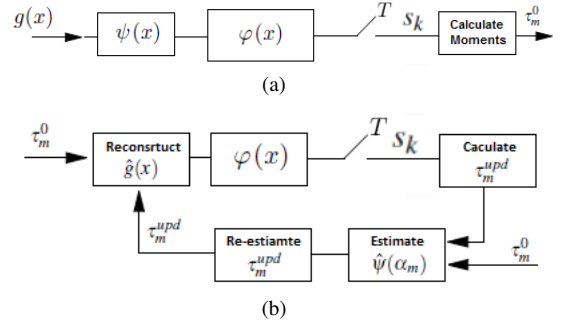 g(x)
ψ(x)
φ(x)
T
s_k
Calculate
Moments
τ_m^0
(a)
τ_m^0
Reconsrtuct
ĝ(x)
φ(x)
T
s_k
Caculate
τ_m^{upd}
τ_m^{upd}
Re-estiamte
τ_m^{upd}
Estimate
ψ̂(α_m)
τ_m^0
(b)